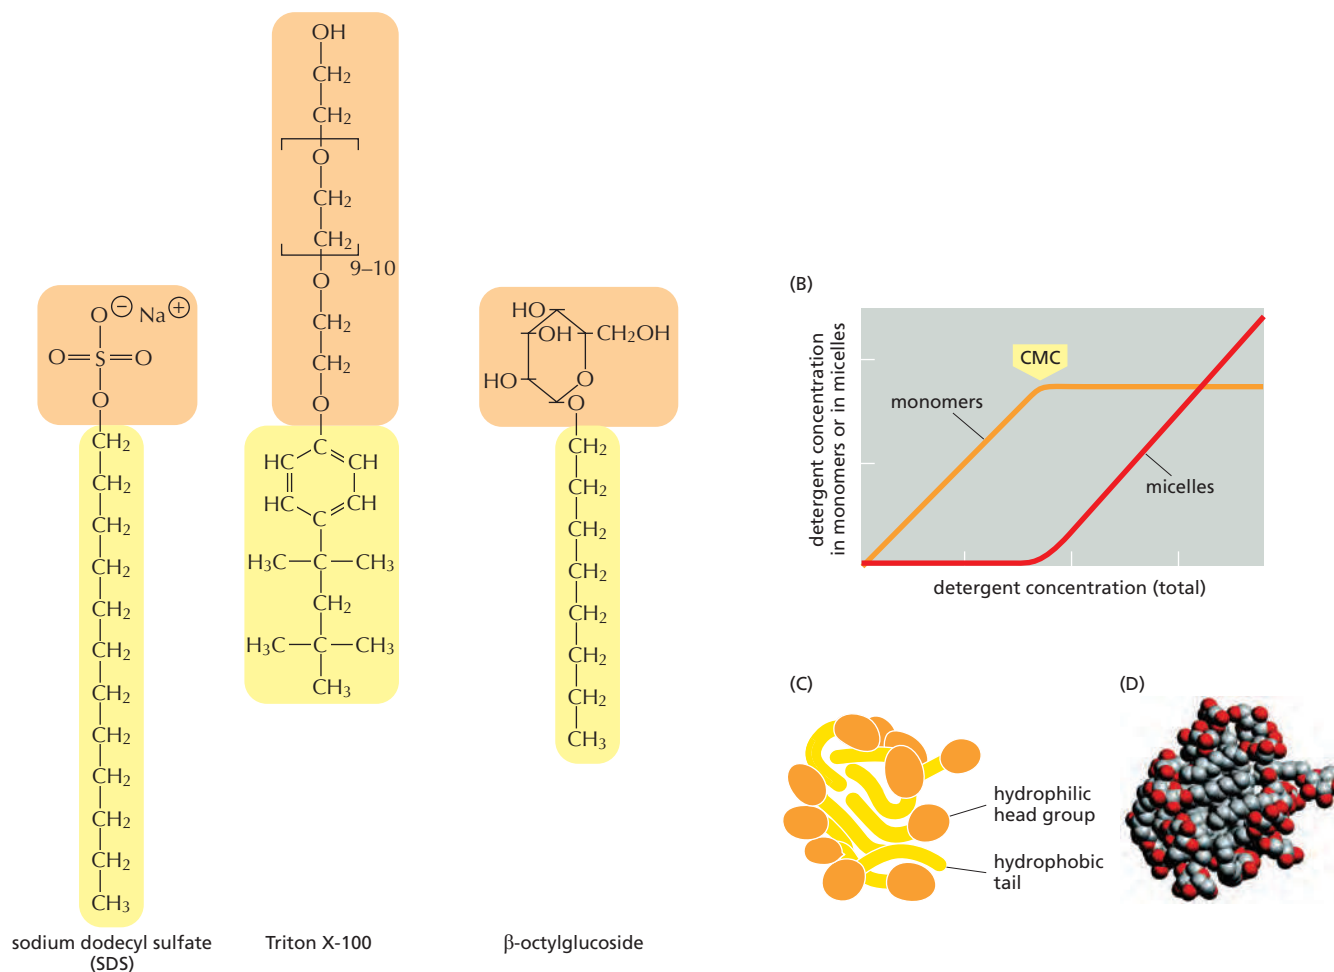 OH
CH2
CH2
O
CH2
CH2
9–10
O
CH2
CH2
O
C
HC
CH
HC
CH
C
H3C—C—CH3
CH2
H3C—C—CH3
CH3
Triton X-100
O⊖ Na⊕
O=S=O
O
CH2
CH2
CH2
CH2
CH2
CH2
CH2
CH2
CH2
CH2
CH2
CH3
sodium dodecyl sulfate
(SDS)
HO
OH
CH2OH
HO
O
O
CH2
CH2
CH2
CH2
CH2
CH2
CH2
CH3
β-octylglucoside
(B)
detergent concentration
in monomers or in micelles
CMC
monomers
micelles
detergent concentration (total)
(C)
hydrophilic
head group
hydrophobic
tail
(D)